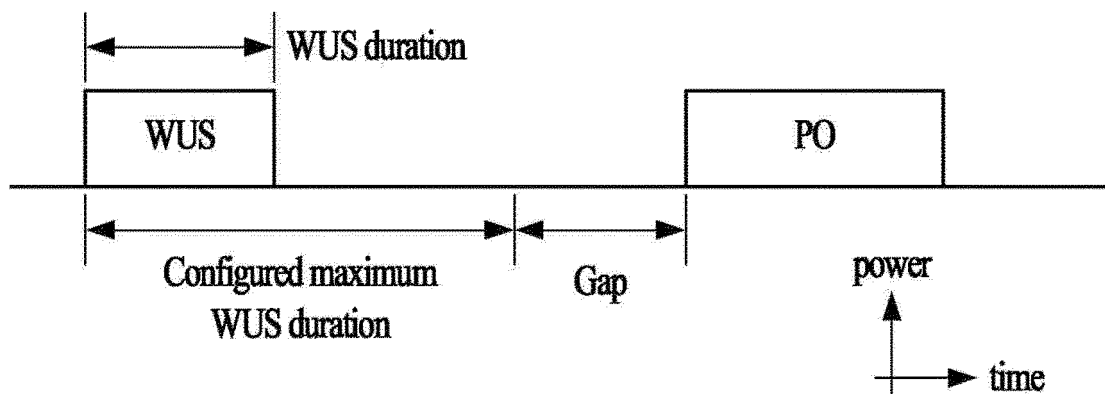 WUS duration
WUS
PO
Configured maximum
WUS duration
Gap
power
time